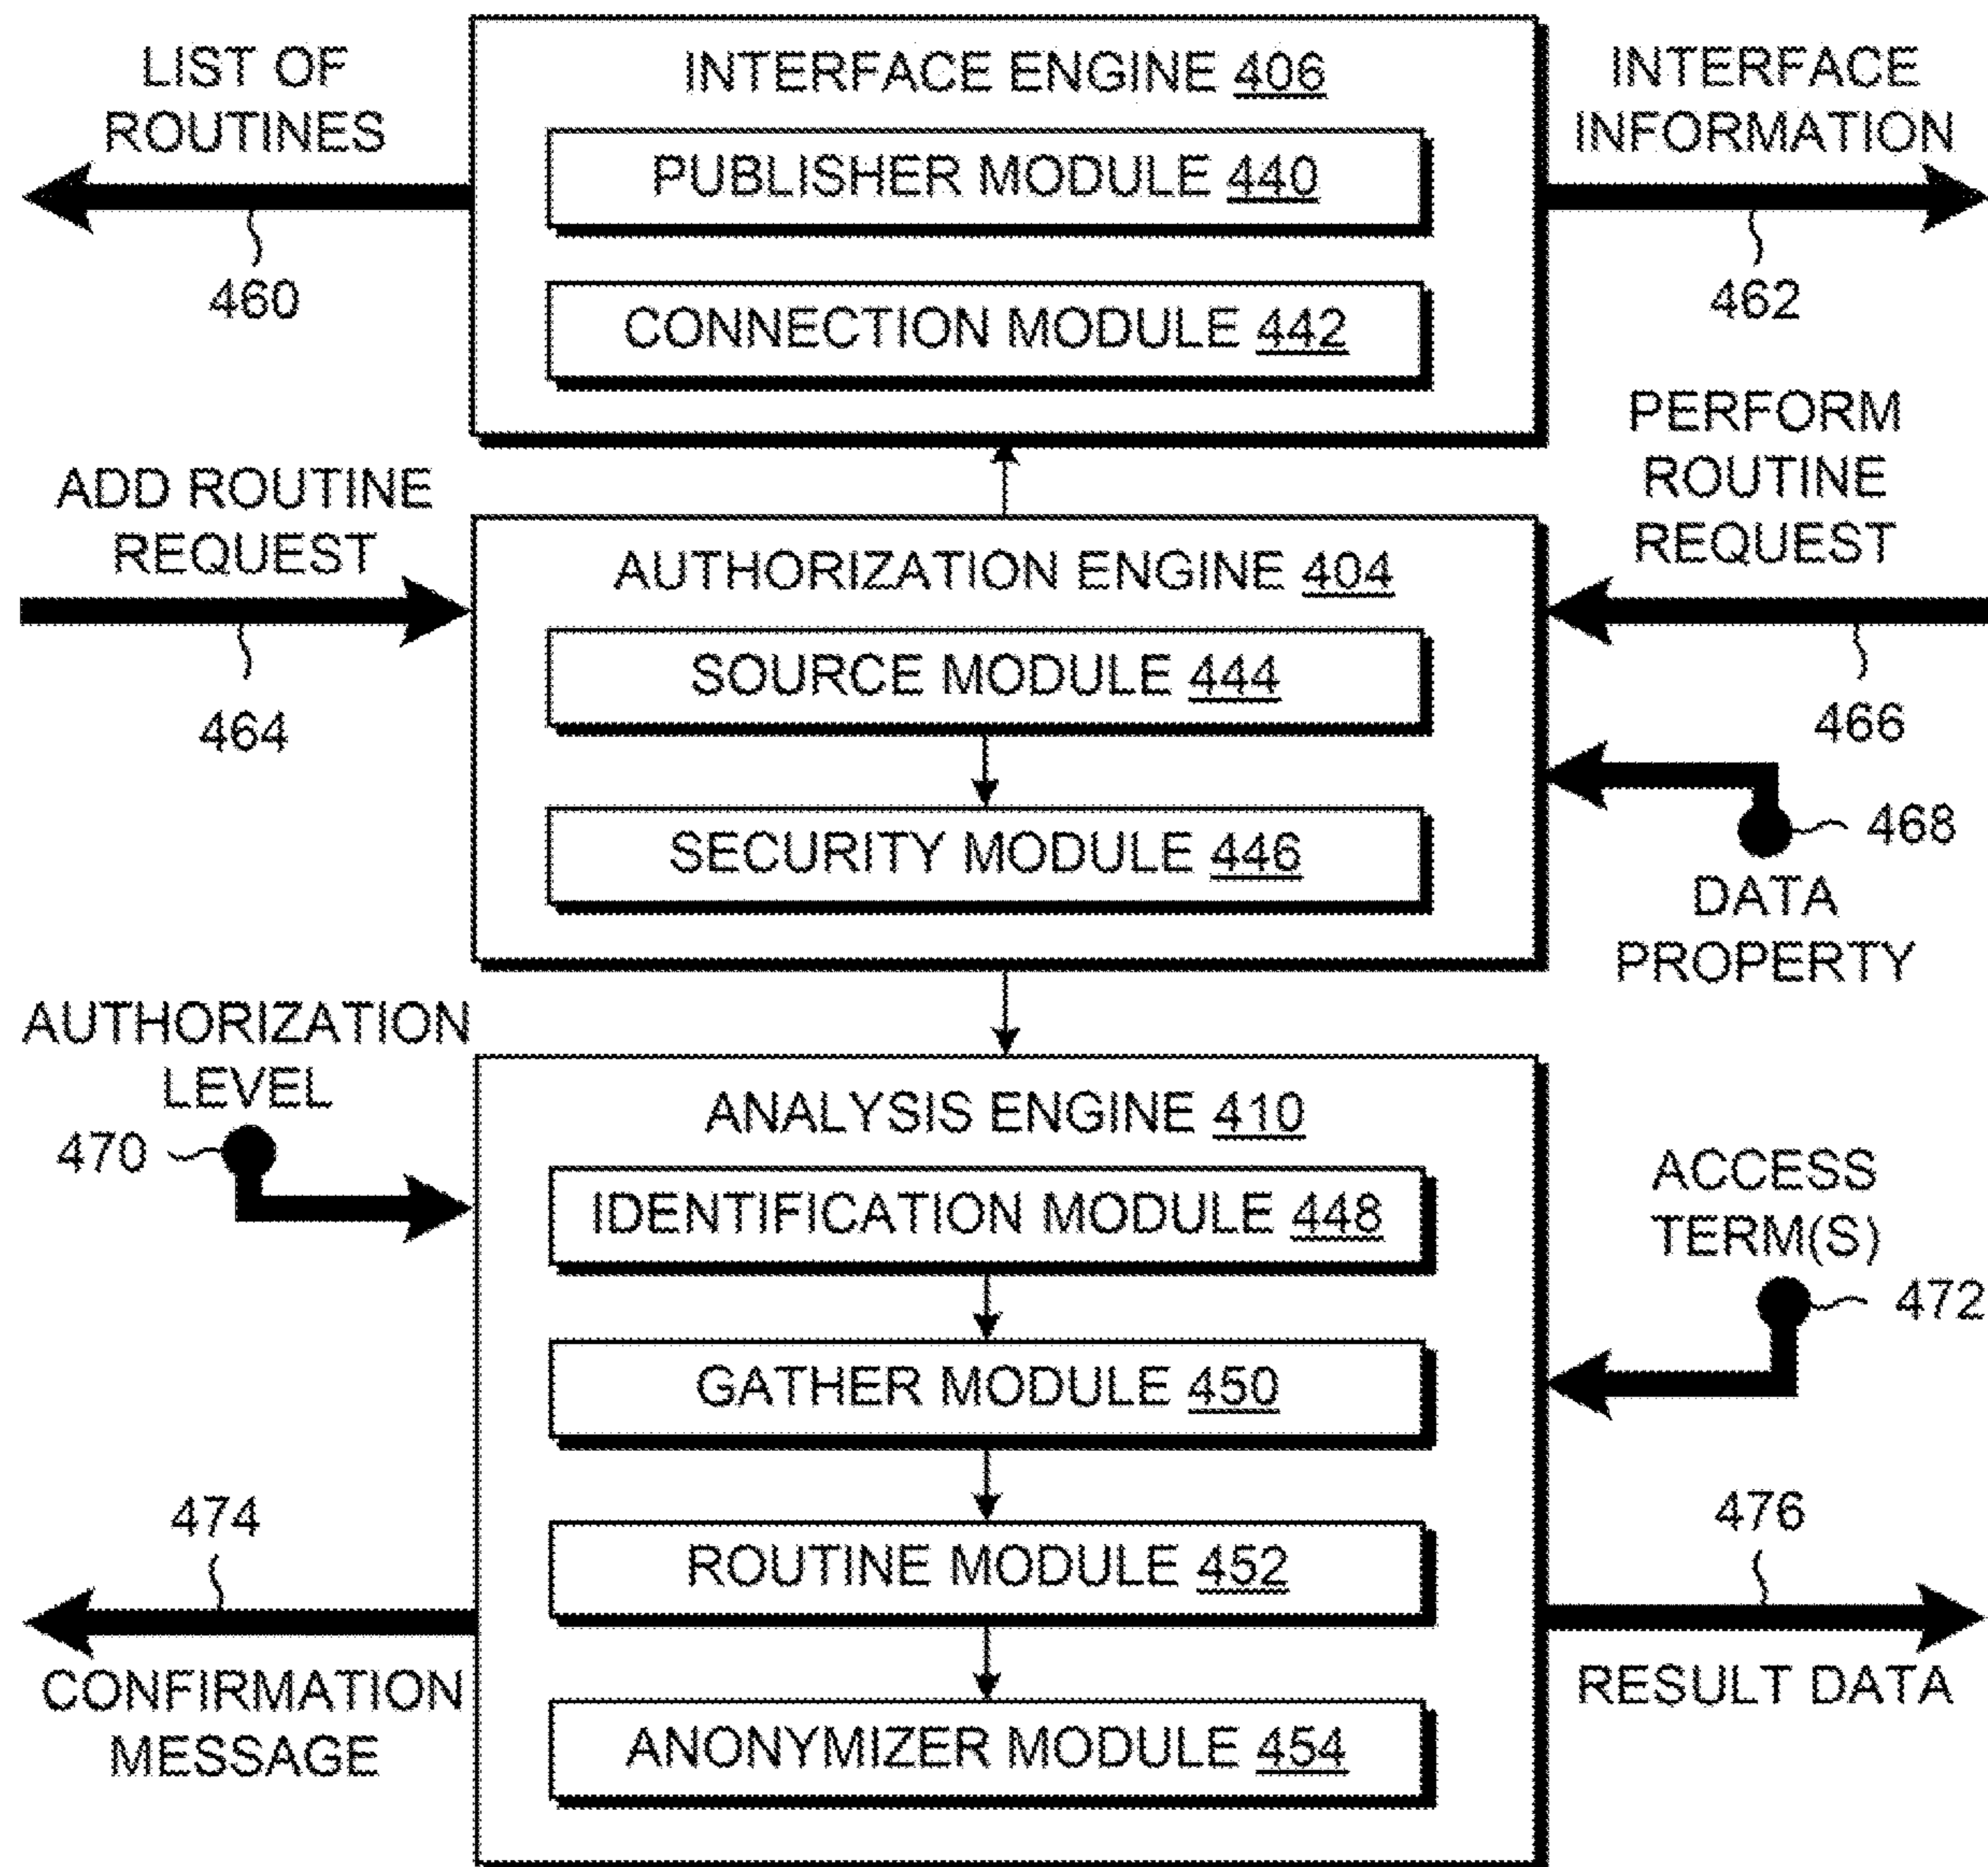 LIST OF
ROUTINES
460
INTERFACE ENGINE 406
PUBLISHER MODULE 440
CONNECTION MODULE 442
INTERFACE
INFORMATION
462
ADD ROUTINE
REQUEST
464
AUTHORIZATION ENGINE 404
SOURCE MODULE 444
SECURITY MODULE 446
PERFORM
ROUTINE
REQUEST
466
468
DATA
PROPERTY
AUTHORIZATION
LEVEL
470
ANALYSIS ENGINE 410
IDENTIFICATION MODULE 448
GATHER MODULE 450
ROUTINE MODULE 452
ANONYMIZER MODULE 454
ACCESS
TERM(S)
472
474
CONFIRMATION
MESSAGE
476
RESULT DATA